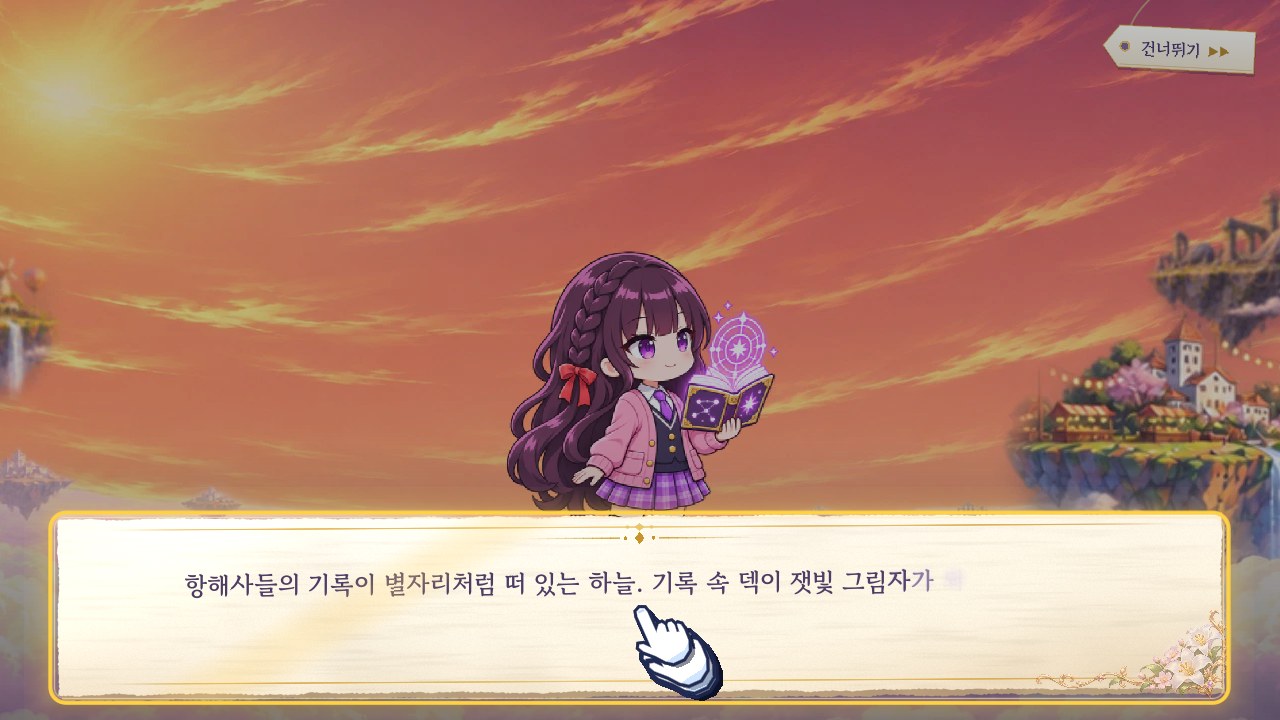 건너뛰기
항해사들의 기록이 별자리처럼 떠 있는 하늘. 기록 속 덱이 잿빛 그림자가